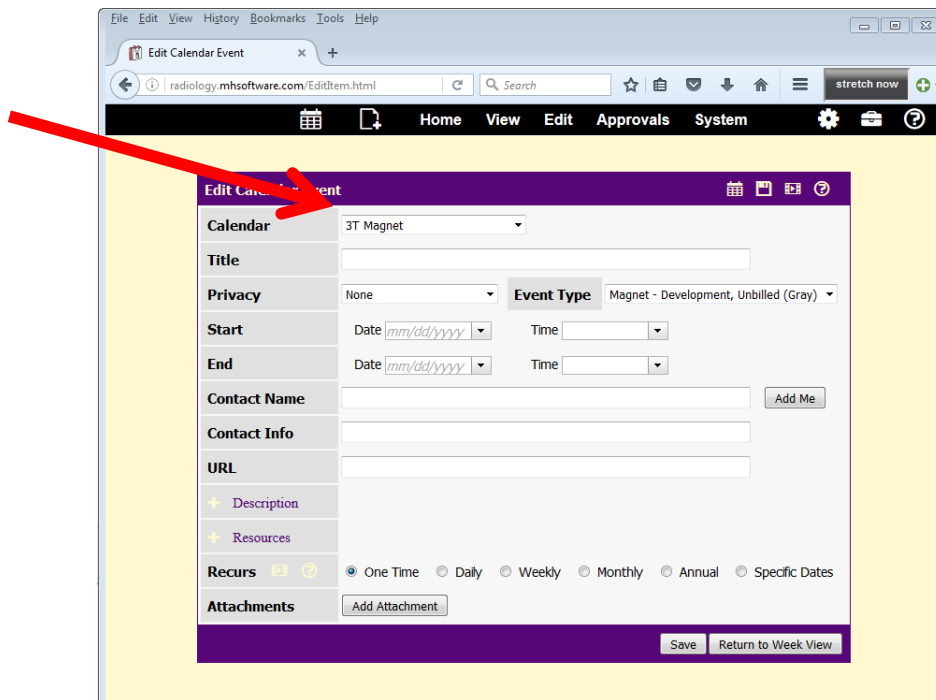 File Edit View History Bookmarks Tools Help
Edit Calendar Event × +
radiology.mhsoftware.com/EditItem.html Search stretch now
Home View Edit Approvals System
Edit Calendar Event
Calendar 3T Magnet
Title
Privacy None Event Type Magnet - Development, Unbilled (Gray)
Start Date mm/dd/yyyy Time
End Date mm/dd/yyyy Time
Contact Name Add Me
Contact Info
URL
+ Description
+ Resources
Recurs One Time Daily Weekly Monthly Annual Specific Dates
Attachments Add Attachment
Save Return to Week View